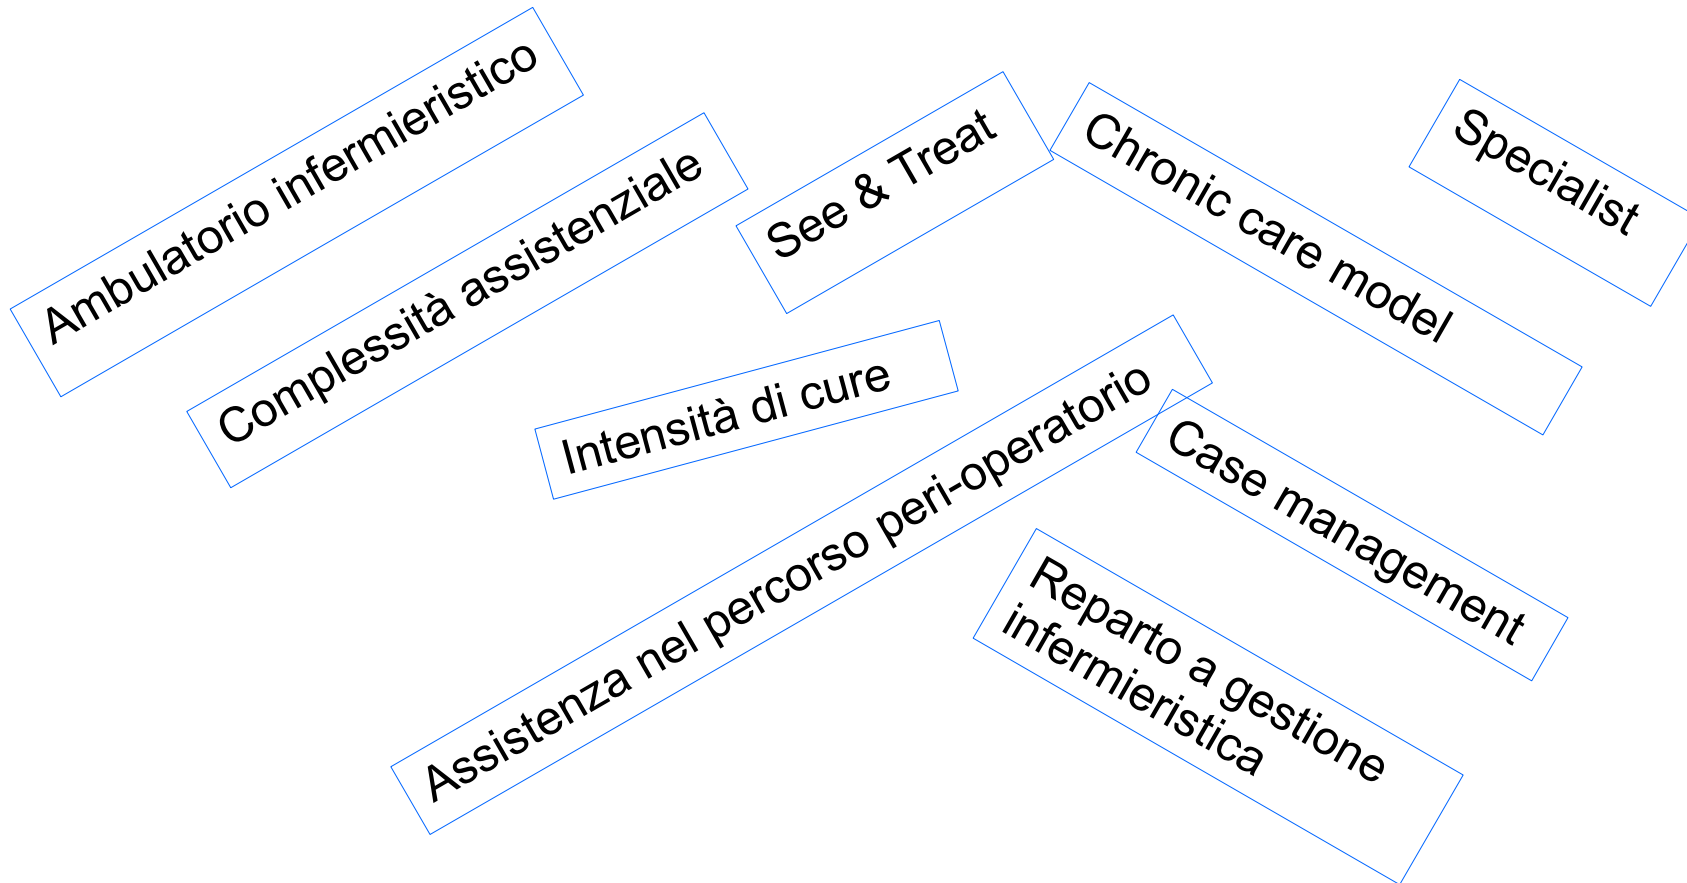 Ambulatorio infermieristico
Complessità assistenziale
See & Treat
Chronic care model
Specialist
Intensità di cure
Assistenza nel percorso peri-operatorio
Case management
Reparto a gestione
infermieristica